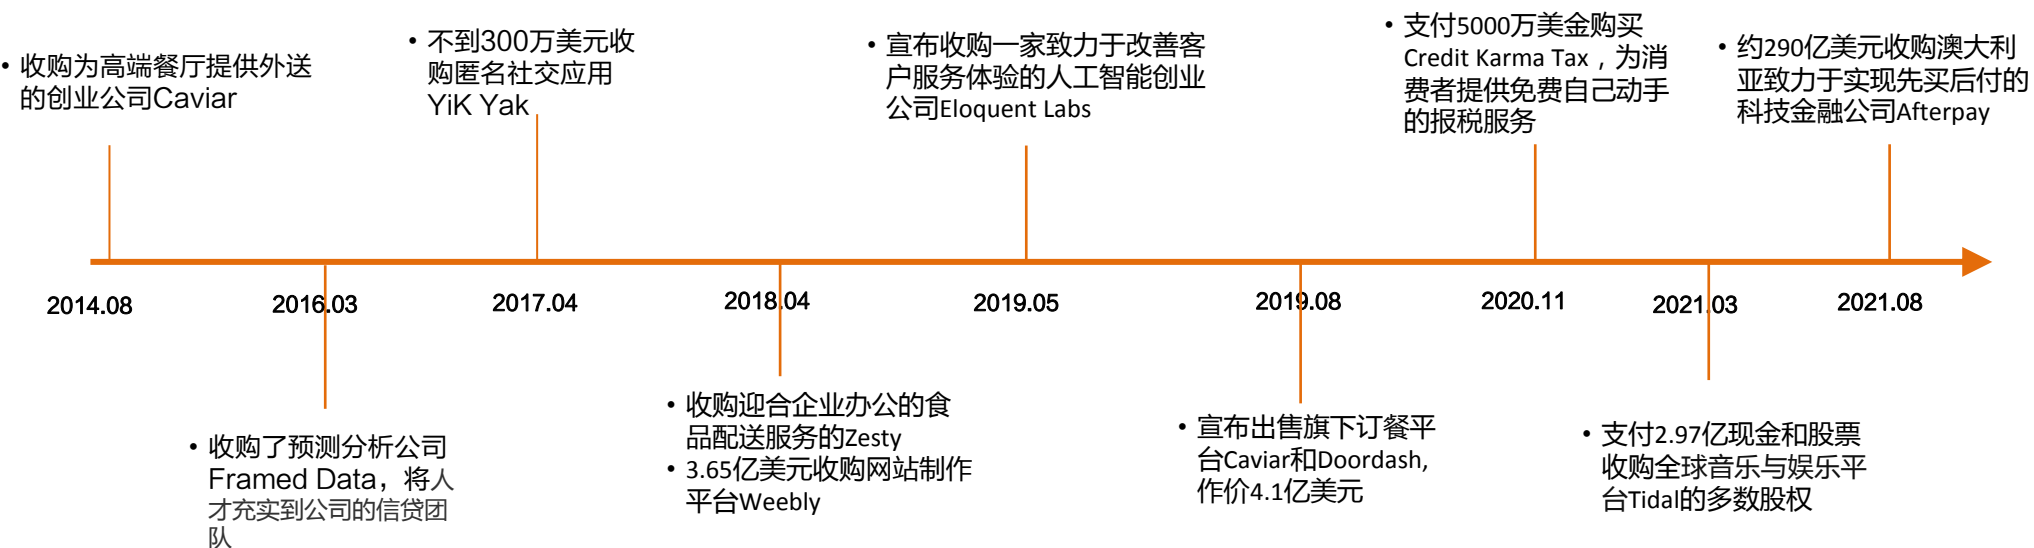 • 收购为高端餐厅提供外送
的创业公司Caviar
• 不到300万美元收
购匿名社交应用
YiK Yak
• 宣布收购一家致力于改善客
户服务体验的人工智能创业
公司Eloquent Labs
• 支付5000万美金购买
Credit Karma Tax，为消
费者提供免费自己动手
的报税服务
• 约290亿美元收购澳大利
亚致力于实现先买后付的
科技金融公司Afterpay
2014.08
2016.03
2017.04
2018.04
2019.05
2019.08
2020.11
2021.03
2021.08
• 收购了预测分析公司
Framed Data，将人
才充实到公司的信贷团
队
• 收购迎合企业办公的食
品配送服务的Zesty
• 3.65亿美元收购网站制作
平台Weebly
• 宣布出售旗下订餐平
台Caviar和Doordash,
作价4.1亿美元
• 支付2.97亿现金和股票
收购全球音乐与娱乐平
台Tidal的多数股权